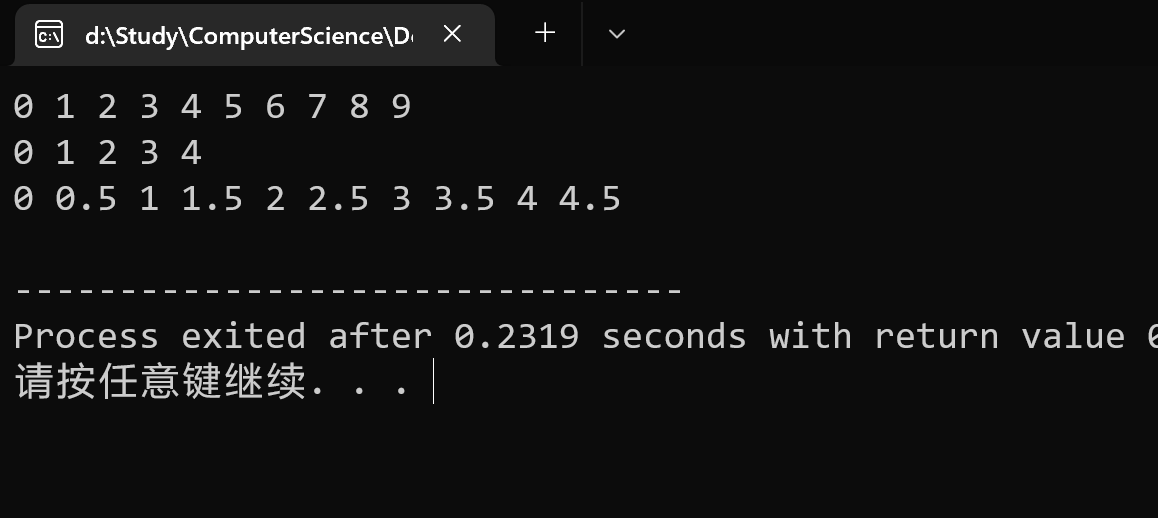 d:\Study\ComputerScience\D
0 1 2 3 4 5 6 7 8 9
0 1 2 3 4
0 0.5 1 1.5 2 2.5 3 3.5 4 4.5
--------------------------------
Process exited after 0.2319 seconds with return value 0
请按任意键继续. . .